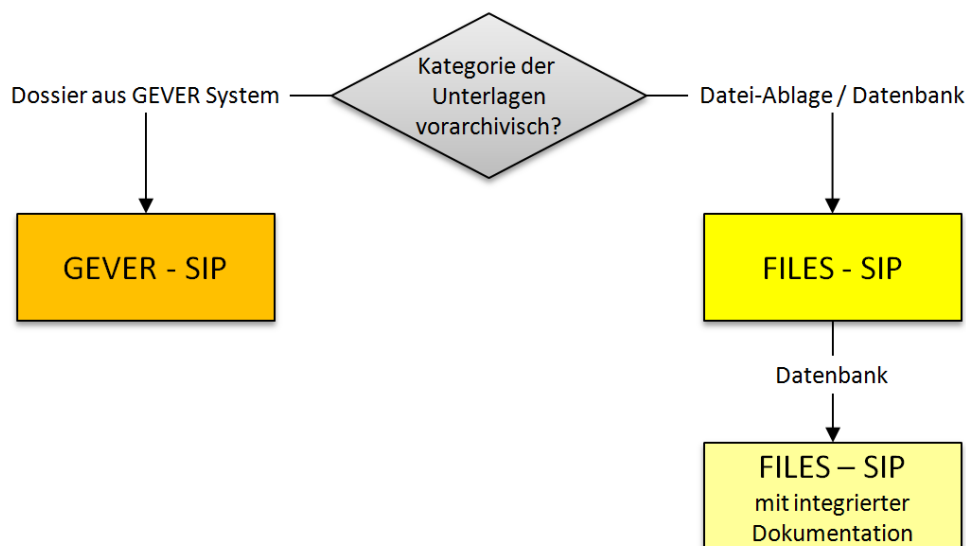 Kategorie der
Unterlagen
vorarchivisch?
Dossier aus GEVER System
Datei-Ablage / Datenbank
GEVER - SIP
FILES - SIP
Datenbank
FILES – SIP
mit integrierter
Dokumentation